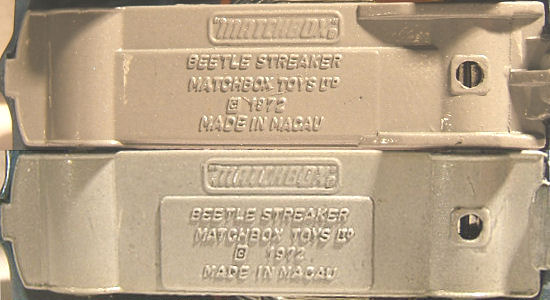 "MATCHBOX"
BEETLE STREAKER
MATCHBOX TOYS LTD
© 1972
MADE IN MACAU
"MATCHBOX"
BEETLE STREAKER
MATCHBOX TOYS LTD
© 1972
MADE IN MACAU